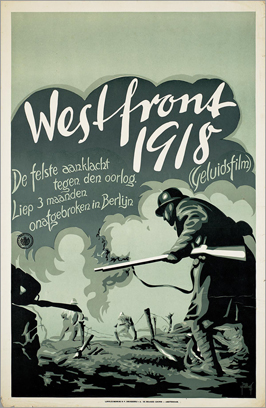 Westfront
1918
(Geluidsfilm)
De felste aanklacht
tegen den oorlog.
Liep 3 maanden
onafgebroken in Berlijn